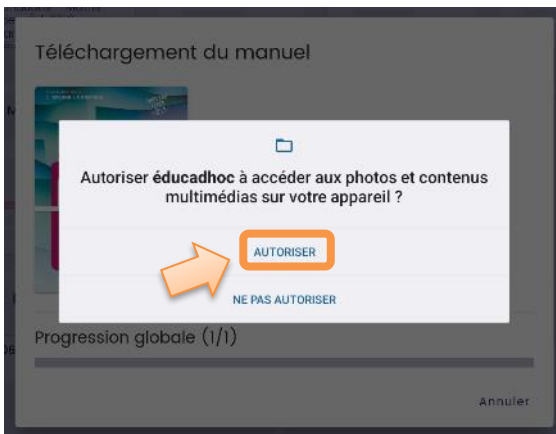 Téléchargement du manuel
Autoriser éducadhoc à accéder aux photos et contenus
multimédias sur votre appareil ?
AUTORISER
NE PAS AUTORISER
Progression globale (1/1)
Annuler